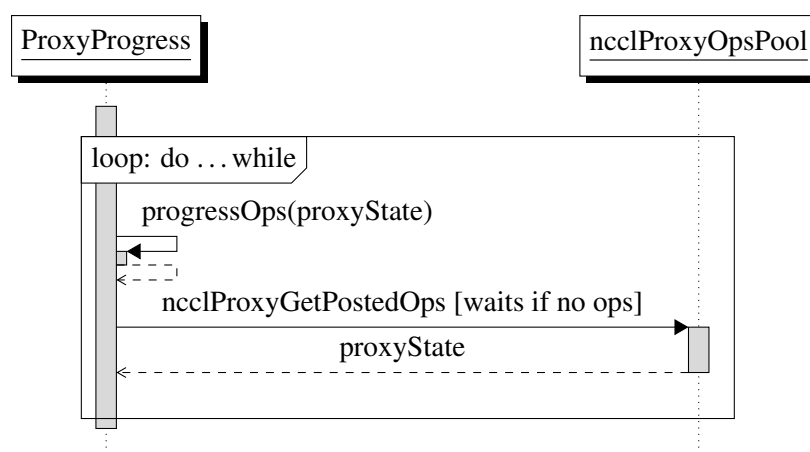 ProxyProgress
ncclProxyOpsPool
loop: do ... while
progressOps(proxyState)
ncclProxyGetPostedOps [waits if no ops]
proxyState